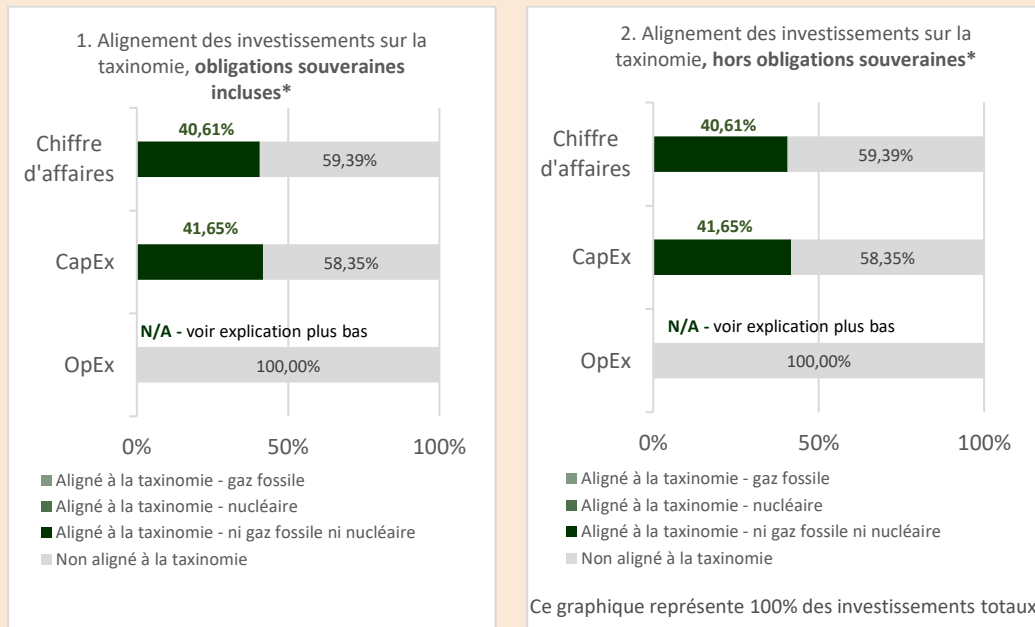 1. Alignement des investissements sur la
taxinomie, obligations souveraines
incluses*
Chiffre
d'affaires
40,61%
59,39%
CapEx
41,65%
58,35%
OpEx
N/A - voir explication plus bas
100,00%
0%
50%
100%
Aligné à la taxinomie - gaz fossile
Aligné à la taxinomie - nucléaire
Aligné à la taxinomie - ni gaz fossile ni nucléaire
Non aligné à la taxinomie
2. Alignement des investissements sur la
taxinomie, hors obligations souveraines*
Chiffre
d'affaires
40,61%
59,39%
CapEx
41,65%
58,35%
OpEx
N/A - voir explication plus bas
100,00%
0%
50%
100%
Aligné à la taxinomie - gaz fossile
Aligné à la taxinomie - nucléaire
Aligné à la taxinomie - ni gaz fossile ni nucléaire
Non aligné à la taxinomie
Ce graphique représente 100% des investissements totaux